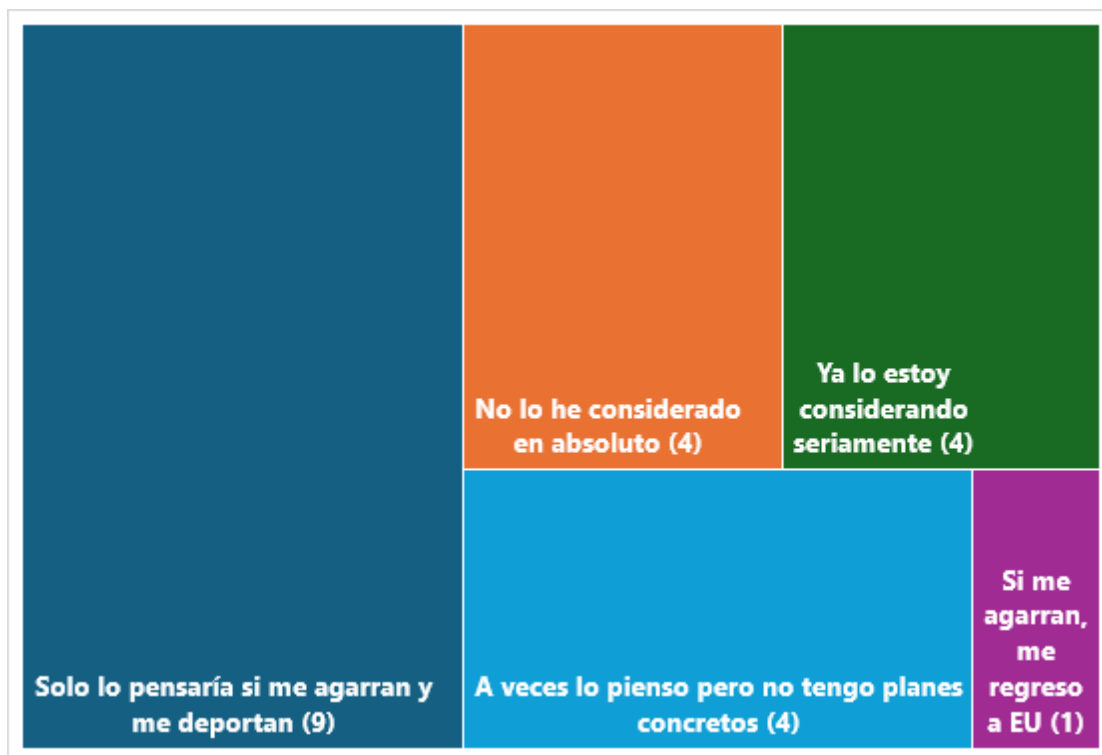 Solo lo pensaría si me agarran y
me deportan (9)
No lo he considerado
en absoluto (4)
Ya lo estoy
considerando
seriamente (4)
A veces lo pienso pero no tengo planes
concretos (4)
Si me
agarran,
me
regreso
a EU (1)